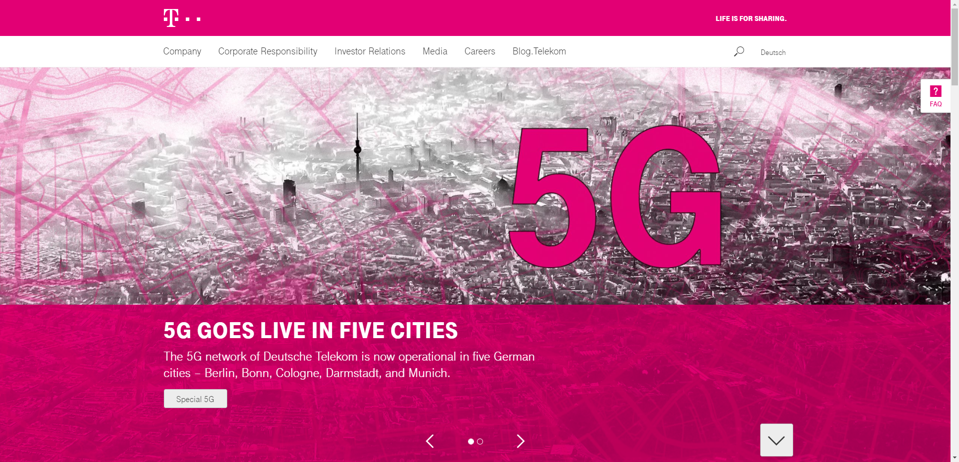 T
LIFE IS FOR SHARING.
Company Corporate Responsibility Investor Relations Media Careers Blog.Telekom Deutsch
?
FAQ
5G
5G GOES LIVE IN FIVE CITIES
The 5G network of Deutsche Telekom is now operational in five German
cities – Berlin, Bonn, Cologne, Darmstadt, and Munich.
Special 5G